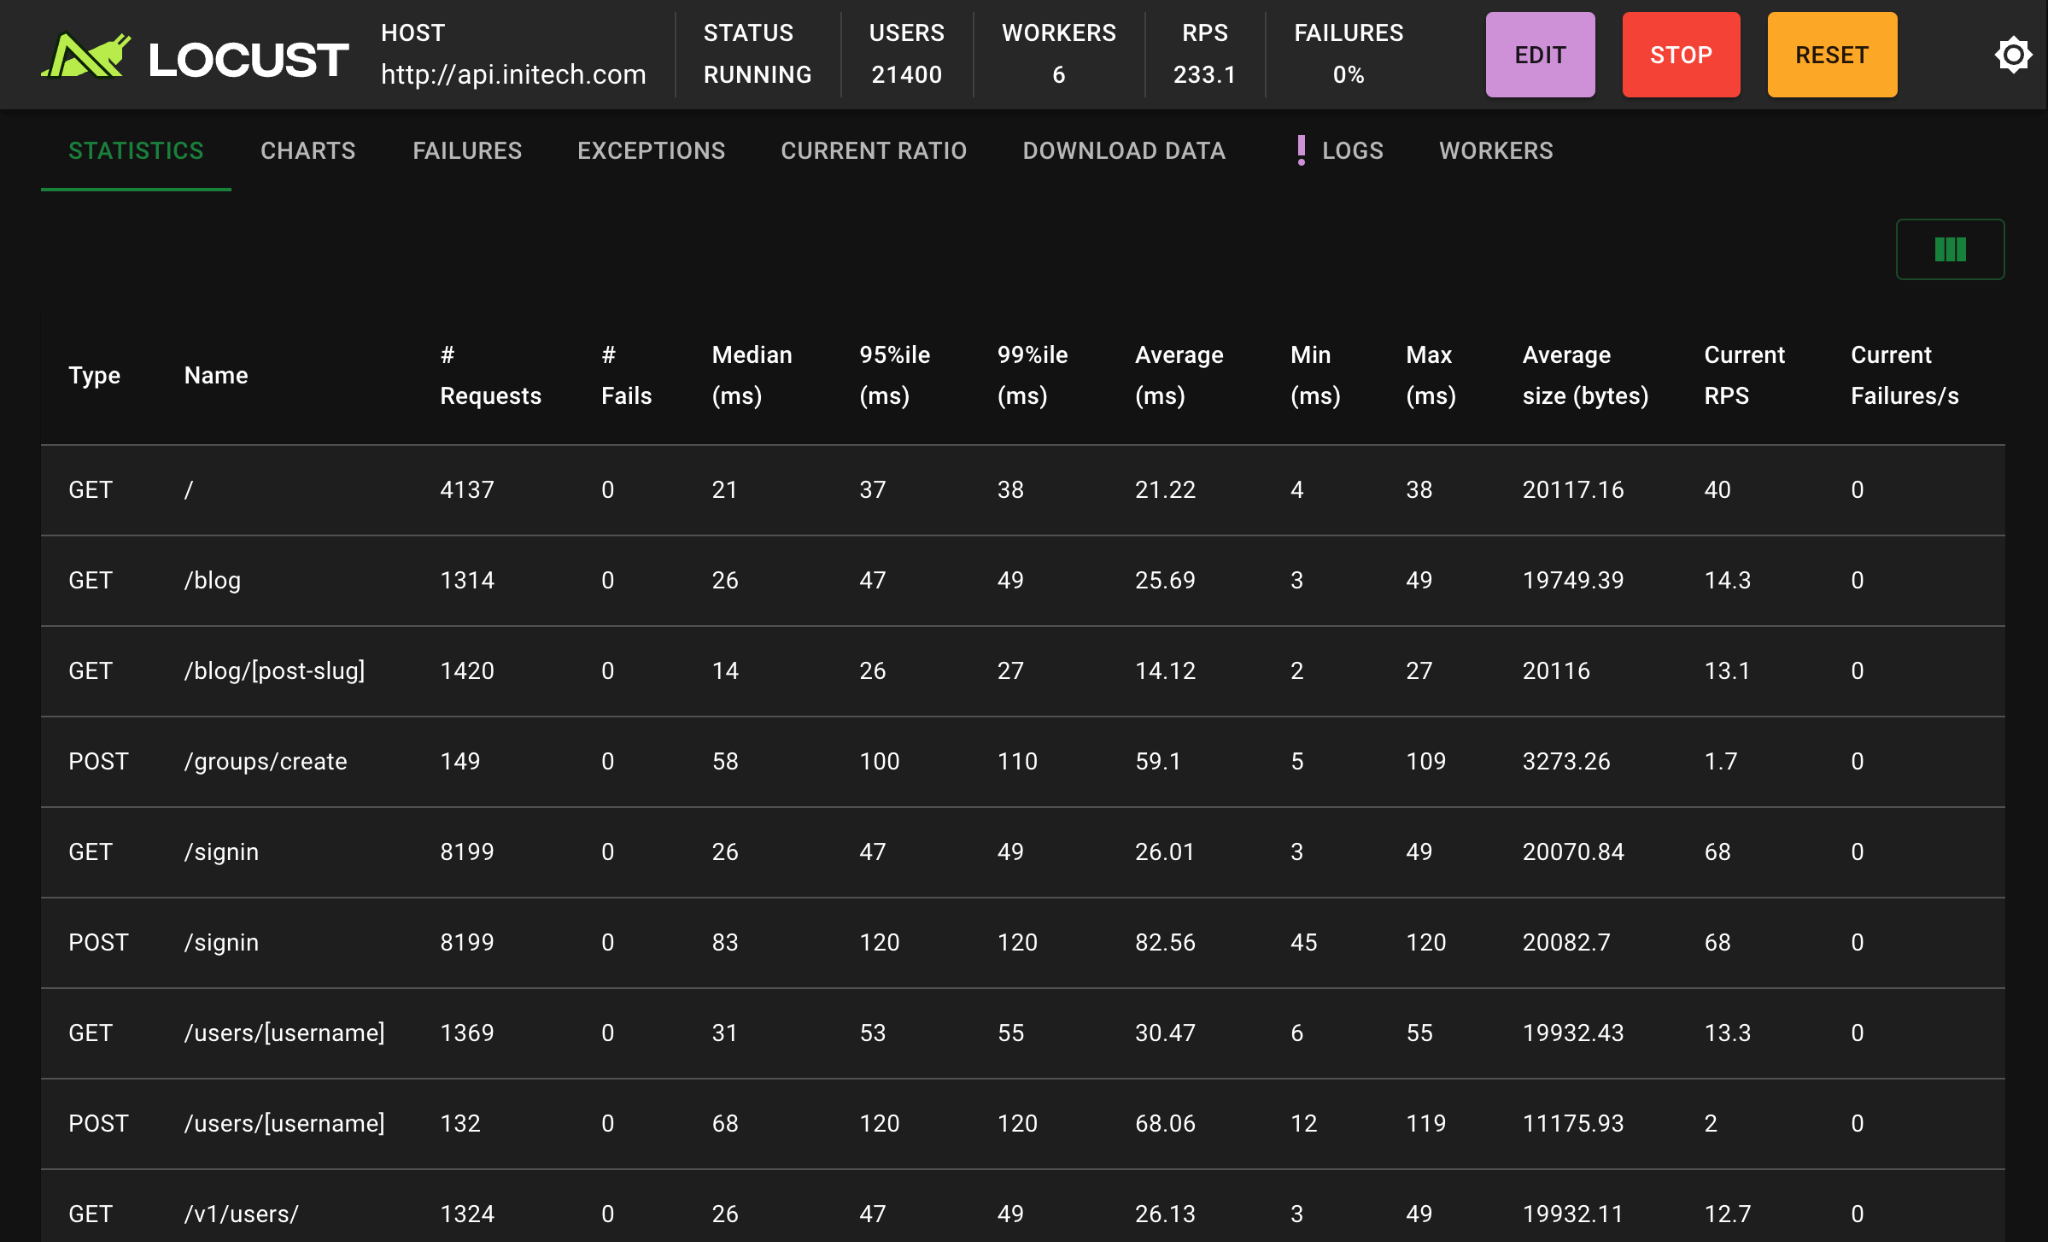 LOCUST
HOST
http://api.initech.com
STATUS
RUNNING
USERS
21400
WORKERS
6
RPS
233.1
FAILURES
0%
EDIT
STOP
RESET
STATISTICS CHARTS FAILURES EXCEPTIONS CURRENT RATIO DOWNLOAD DATA ! LOGS WORKERS
Type Name # Requests # Fails Median (ms) 95%ile (ms) 99%ile (ms) Average (ms) Min (ms) Max (ms) Average size (bytes) Current RPS Current Failures/s
GET / 4137 0 21 37 38 21.22 4 38 20117.16 40 0
GET /blog 1314 0 26 47 49 25.69 3 49 19749.39 14.3 0
GET /blog/[post-slug] 1420 0 14 26 27 14.12 2 27 20116 13.1 0
POST /groups/create 149 0 58 100 110 59.1 5 109 3273.26 1.7 0
GET /signin 8199 0 26 47 49 26.01 3 49 20070.84 68 0
POST /signin 8199 0 83 120 120 82.56 45 120 20082.7 68 0
GET /users/[username] 1369 0 31 53 55 30.47 6 55 19932.43 13.3 0
POST /users/[username] 132 0 68 120 120 68.06 12 119 11175.93 2 0
GET /v1/users/ 1324 0 26 47 49 26.13 3 49 19932.11 12.7 0